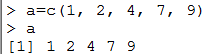 > a=c(1, 2, 4, 7, 9)
> a
[1] 1 2 4 7 9